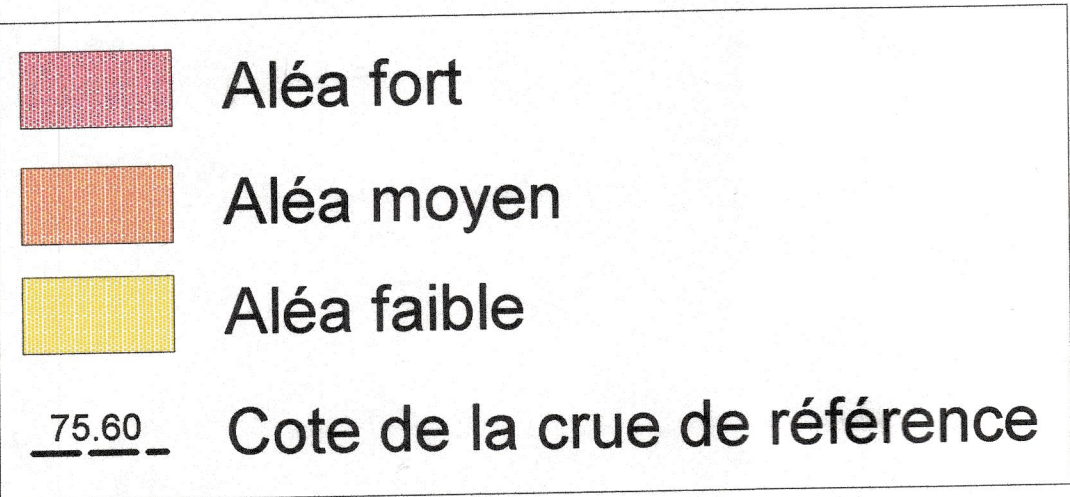 Aléa fort
Aléa moyen
Aléa faible
75.60 Cote de la crue de référence